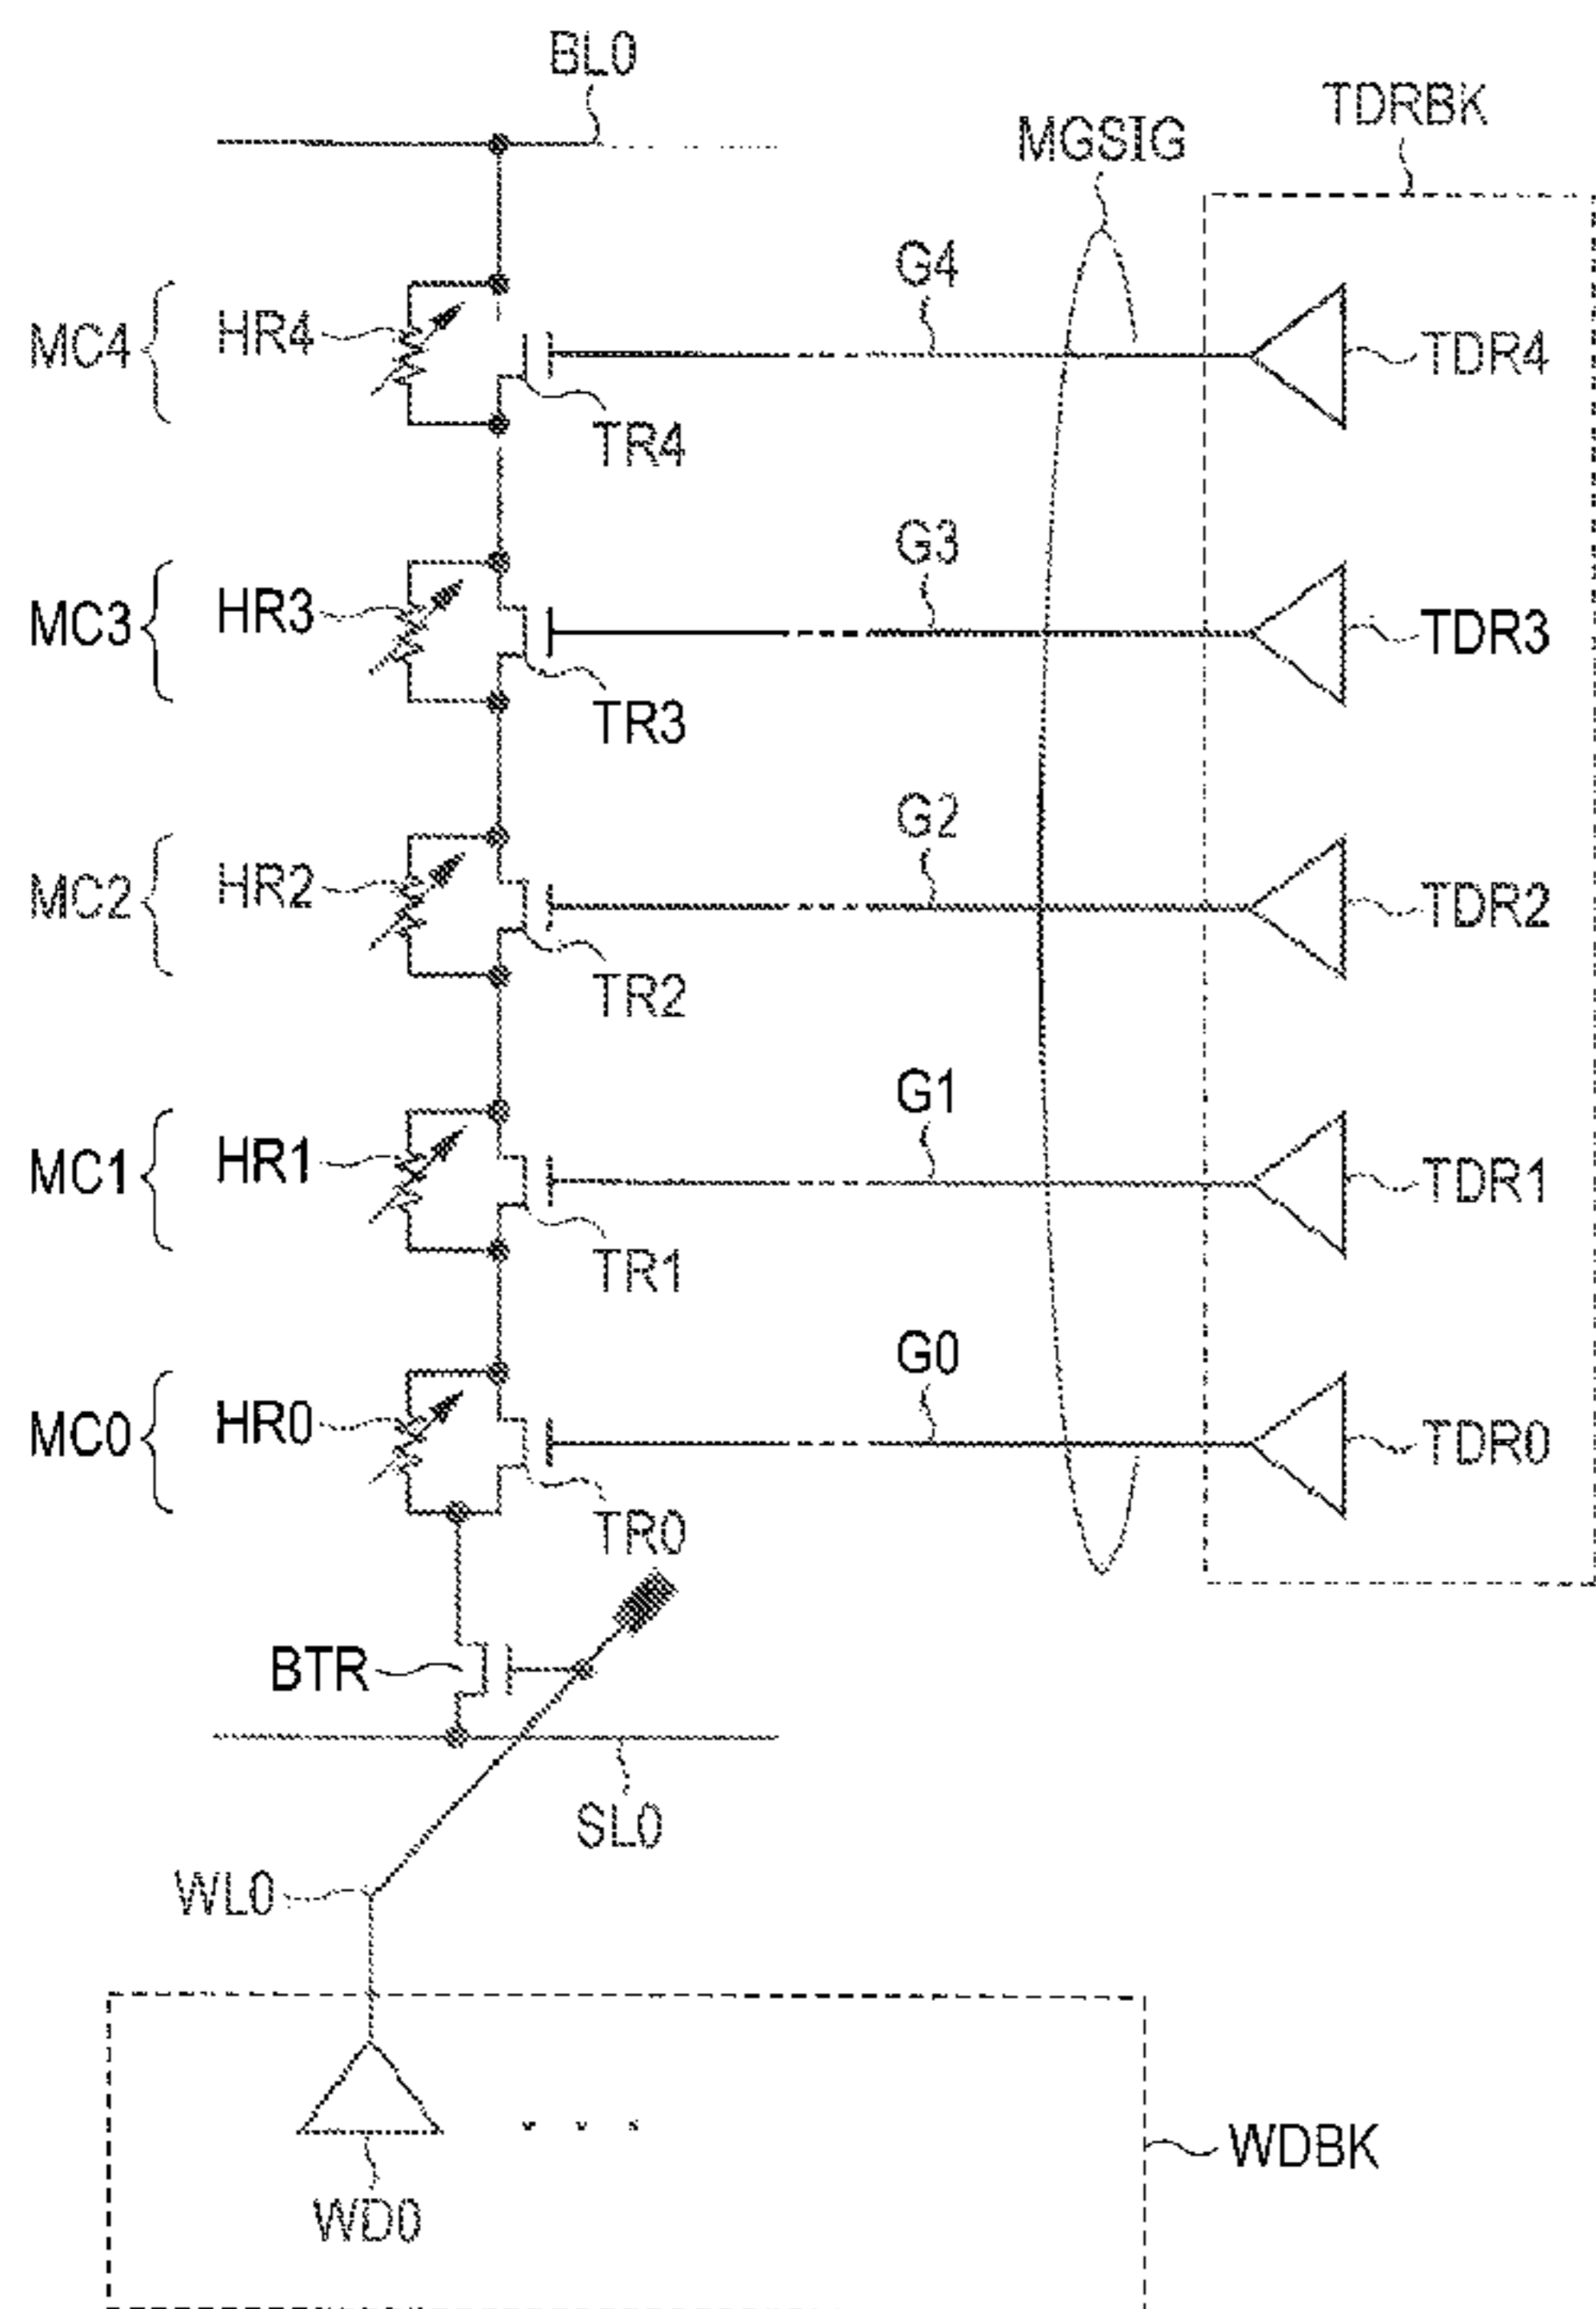 BL0
TDRBK
MGSIG
G4
MC4
HR4
TDR4
TR4
G3
MC3
HR3
TDR3
TR3
G2
MC2
HR2
TDR2
TR2
G1
MC1
HR1
TDR1
TR1
G0
MC0
HR0
TDR0
TR0
BTR
SL0
WL0
. . .
WDBK
WD0